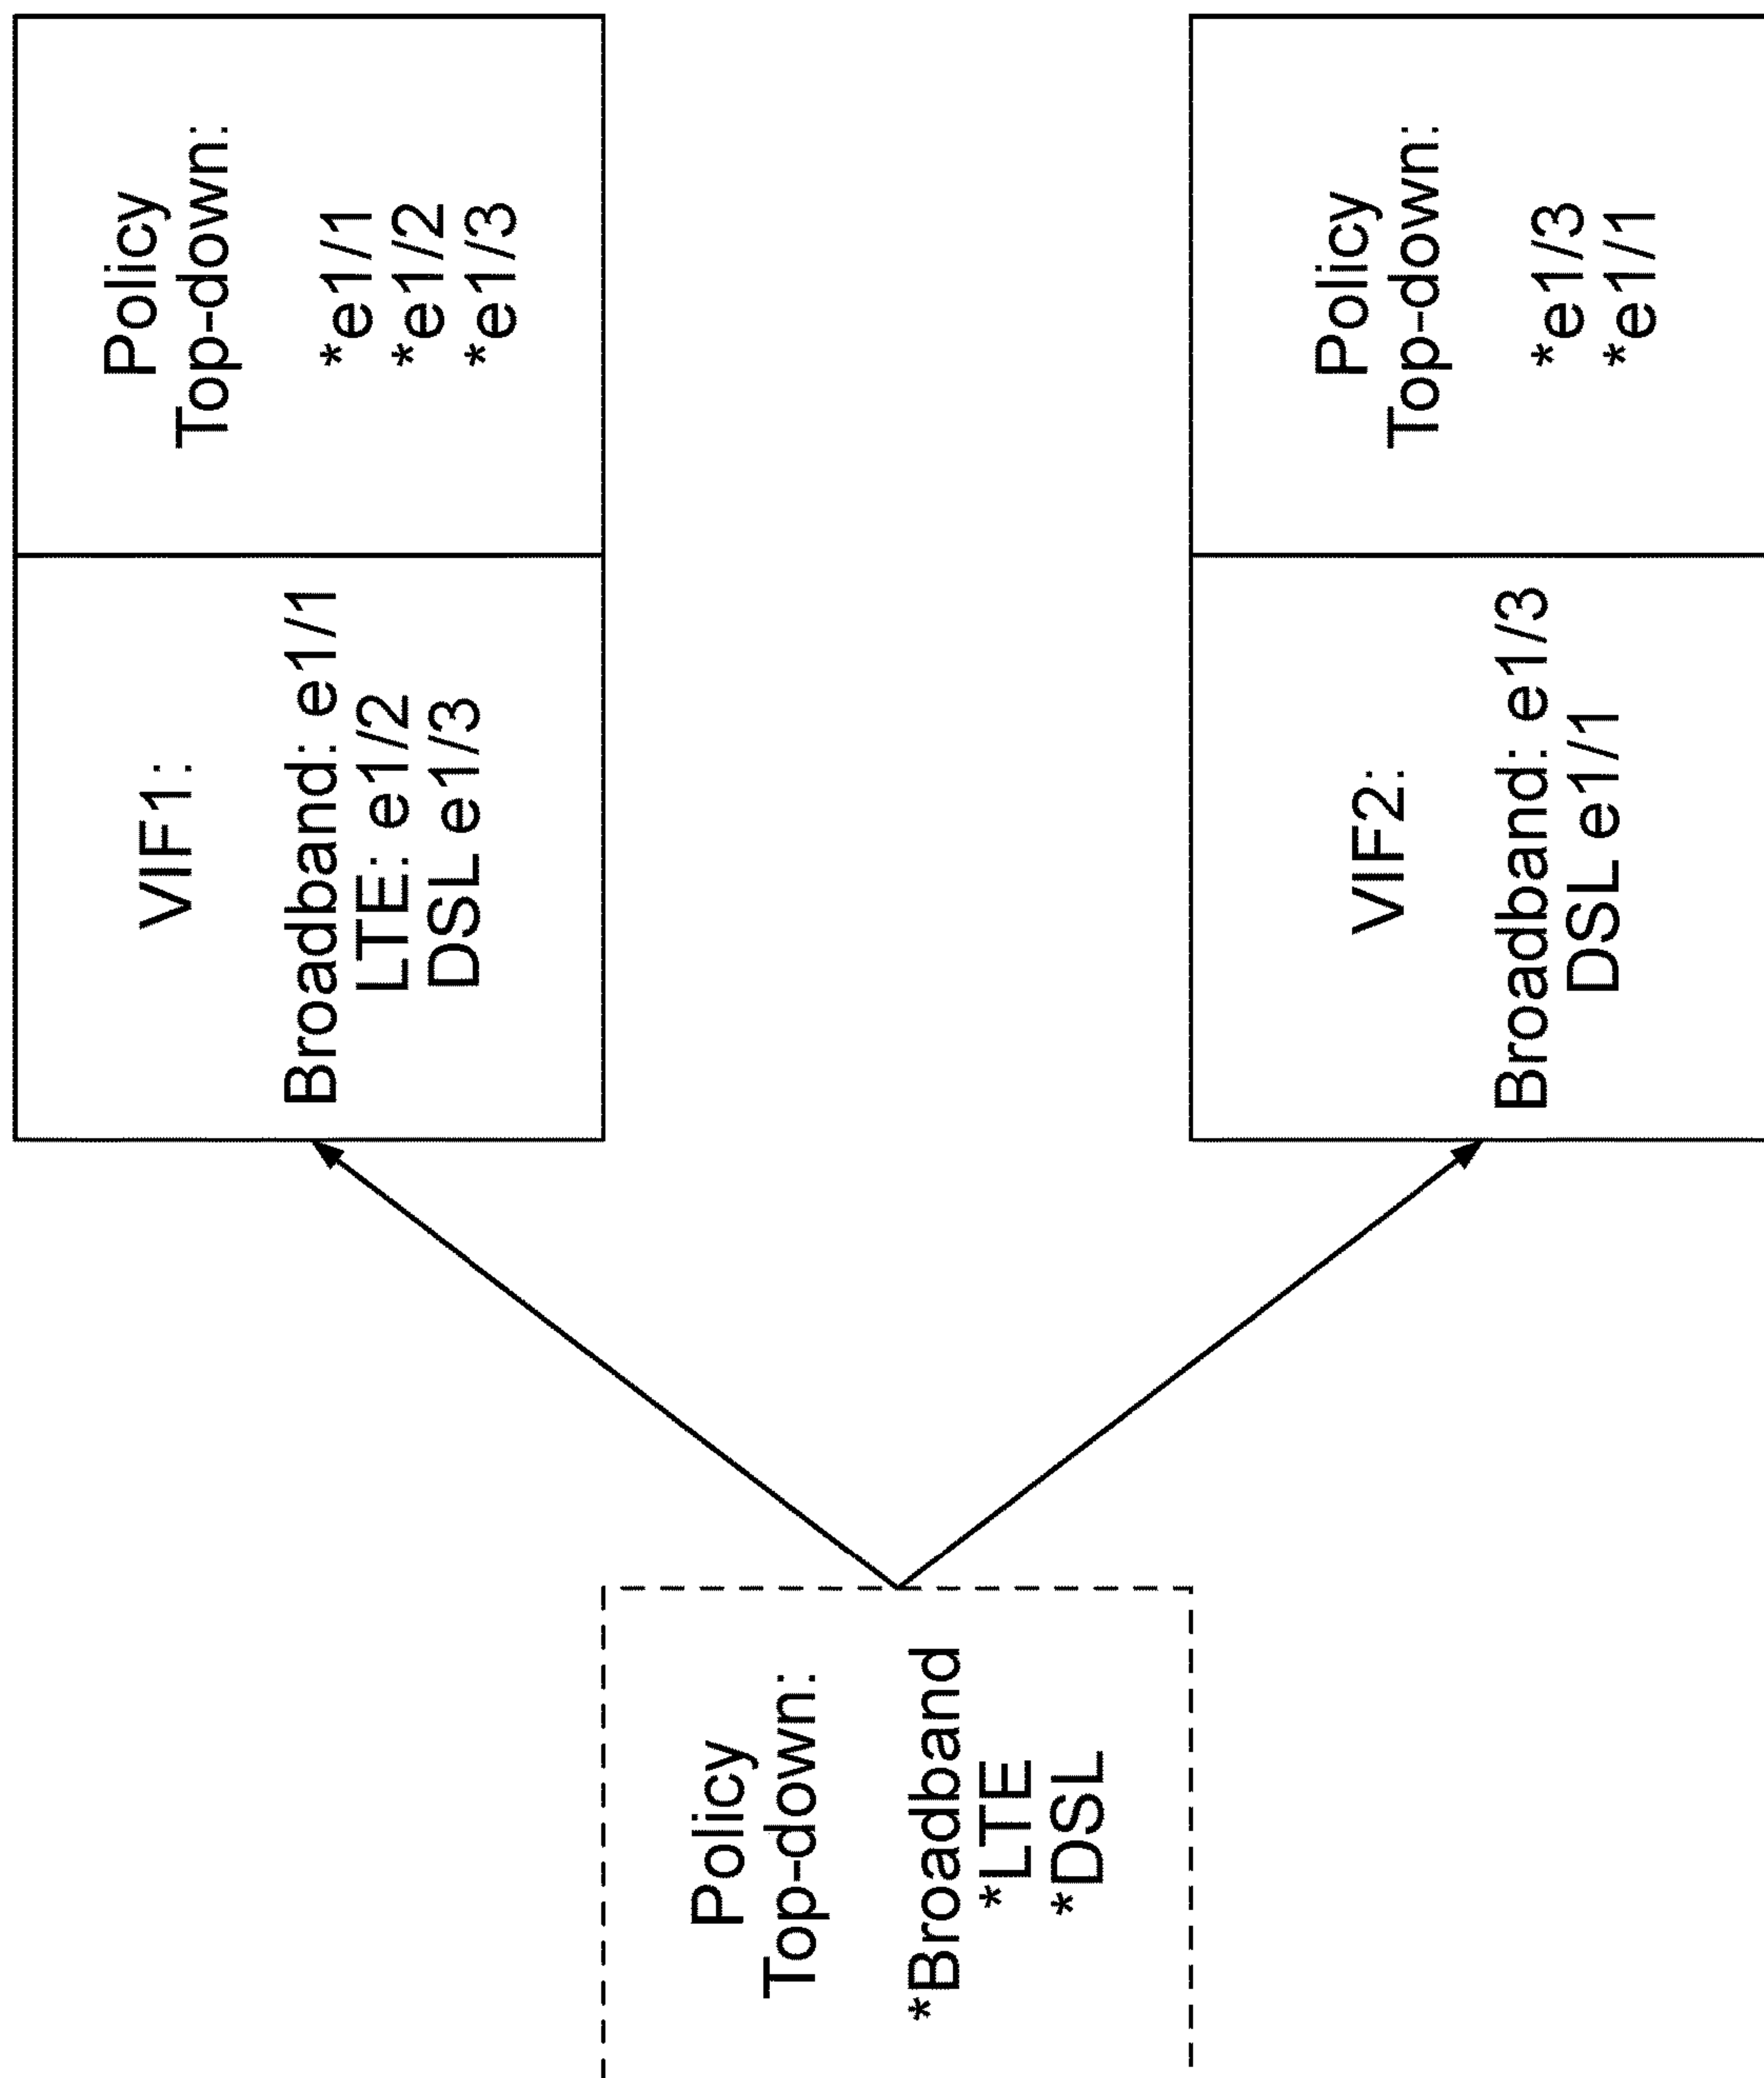 Policy
Top-down:
*Broadband
*LTE
*DSL
VIF1:
Broadband: e1/1
LTE: e1/2
DSL e1/3
Policy
Top-down:
*e1/1
*e1/2
*e1/3
VIF2:
Broadband: e1/3
DSL e1/1
Policy
Top-down:
*e1/3
*e1/1